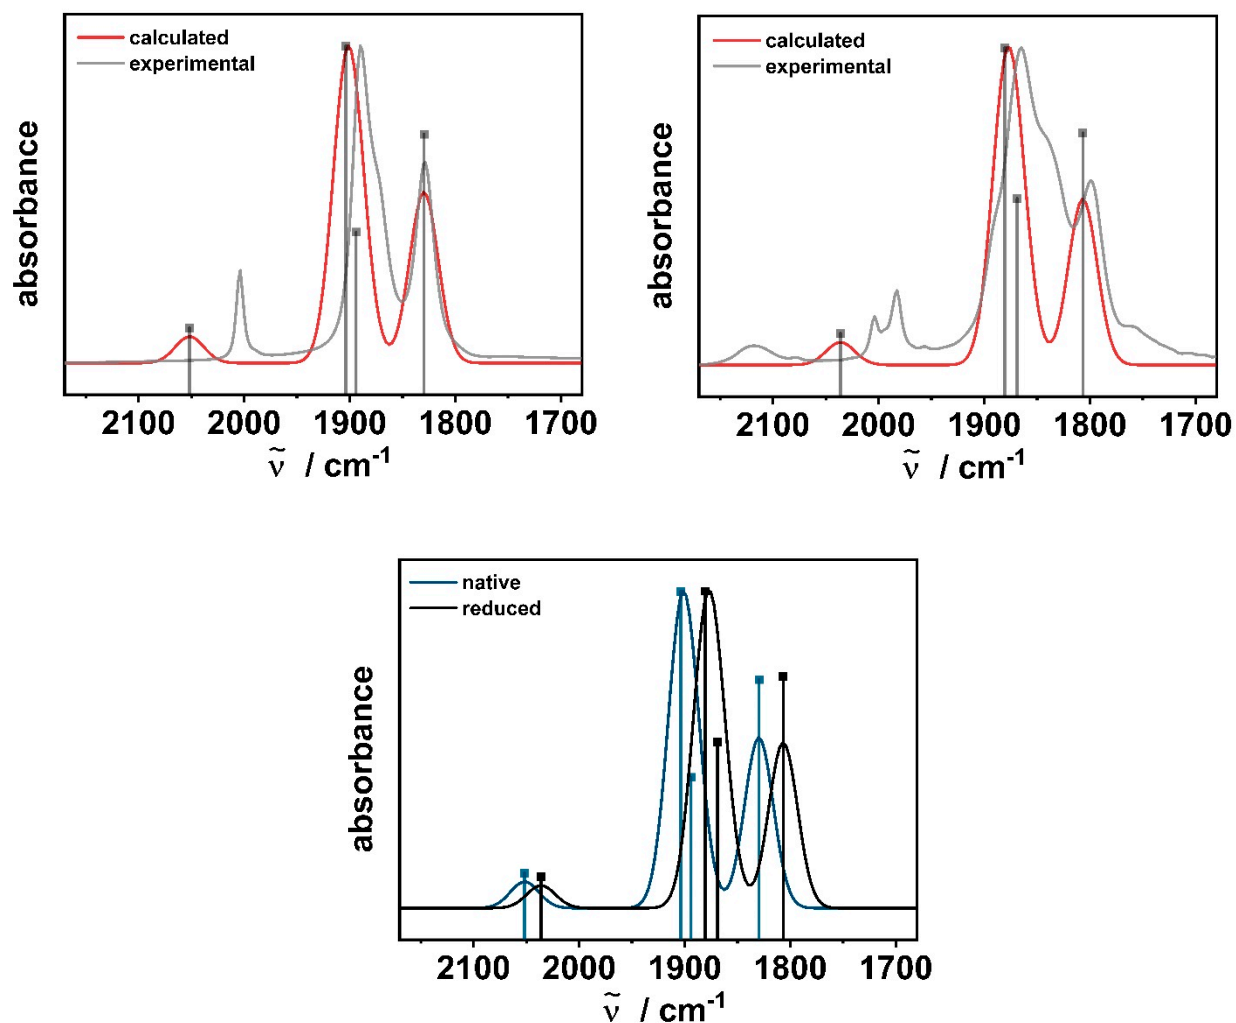 calculated
experimental
absorbance
2100 2000 1900 1800 1700
ν̃ / cm⁻¹
calculated
experimental
absorbance
2100 2000 1900 1800 1700
ν̃ / cm⁻¹
native
reduced
absorbance
2100 2000 1900 1800 1700
ν̃ / cm⁻¹